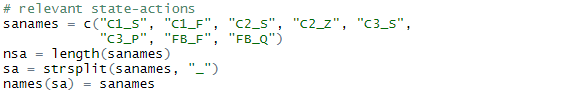 # relevant state-actions
sanames = c("C1_S", "C1_F", "C2_S", "C2_Z", "C3_S",
"C3_P", "FB_F", "FB_Q")
nsa = length(sanames)
sa = strsplit(sanames, "_")
names(sa) = sanames